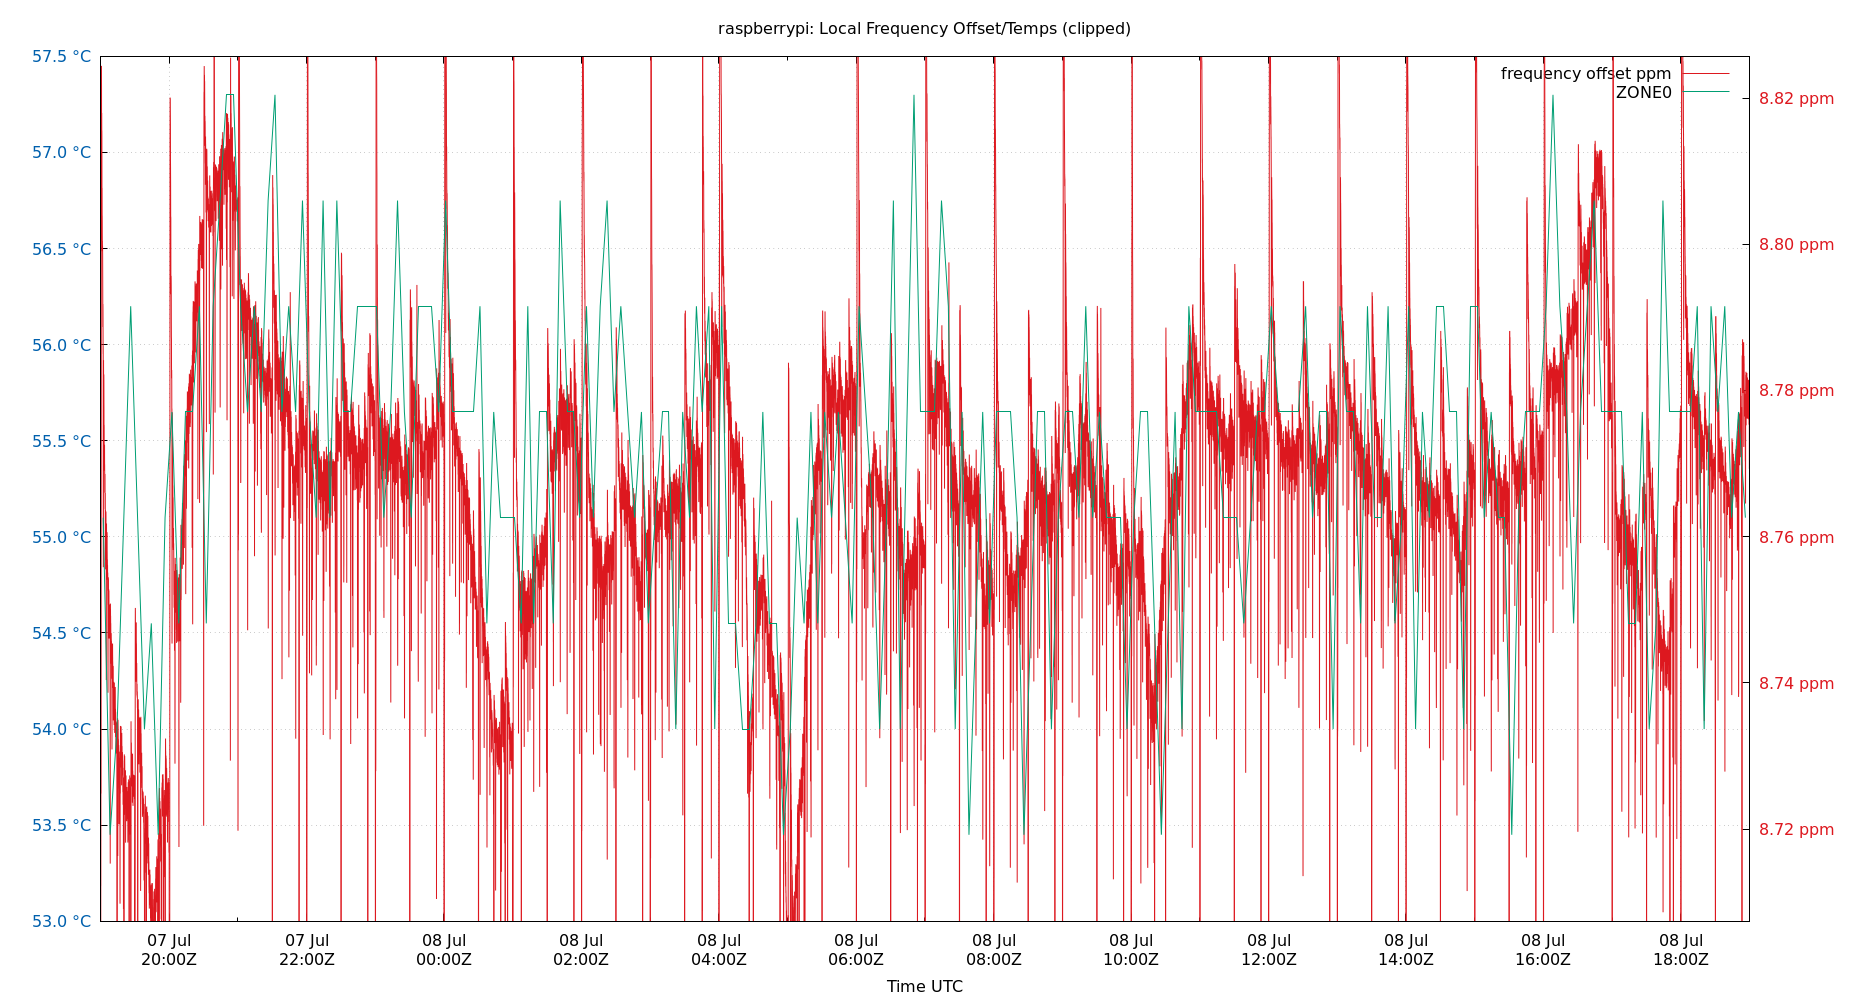 raspberrypi: Local Frequency Offset/Temps (clipped)
frequency offset ppm
ZONE0
57.5 °C
57.0 °C
56.5 °C
56.0 °C
55.5 °C
55.0 °C
54.5 °C
54.0 °C
53.5 °C
53.0 °C
8.82 ppm
8.80 ppm
8.78 ppm
8.76 ppm
8.74 ppm
8.72 ppm
07 Jul
20:00Z
07 Jul
22:00Z
08 Jul
00:00Z
08 Jul
02:00Z
08 Jul
04:00Z
08 Jul
06:00Z
08 Jul
08:00Z
08 Jul
10:00Z
08 Jul
12:00Z
08 Jul
14:00Z
08 Jul
16:00Z
08 Jul
18:00Z
Time UTC